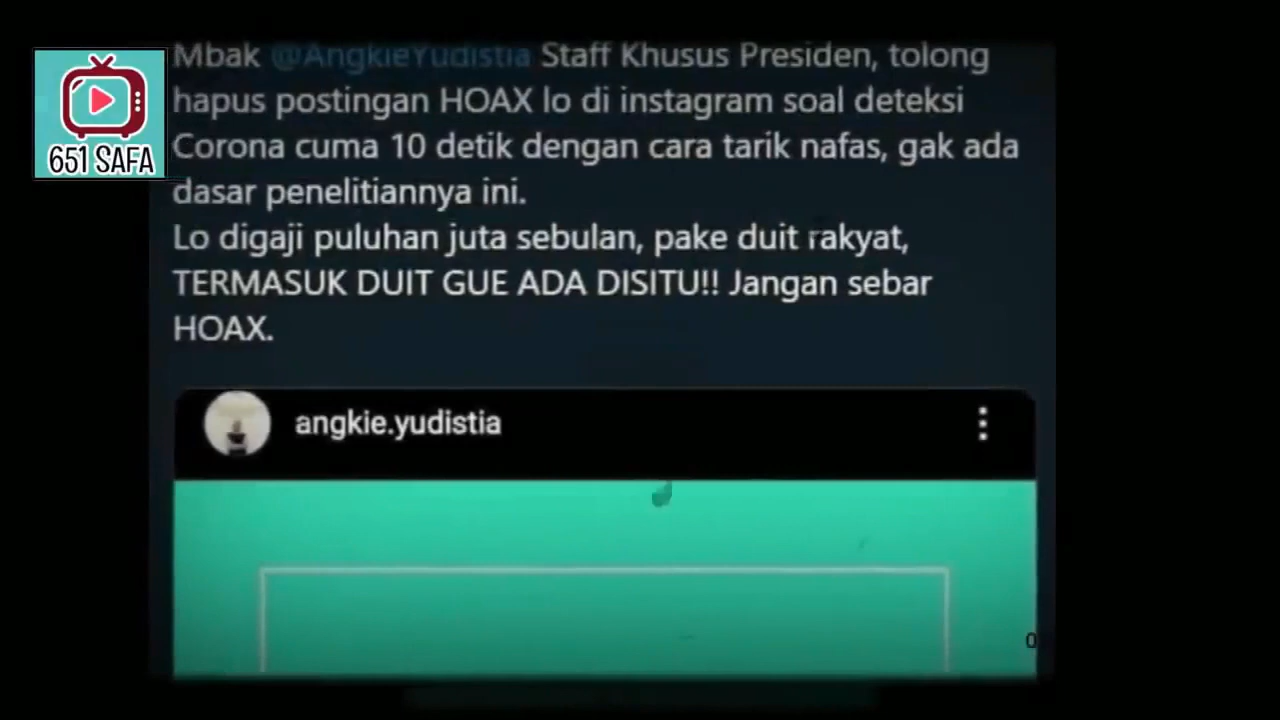 Mbak @AngkieYudistia Staff Khusus Presiden, tolong
hapus postingan HOAX lo di instagram soal deteksi
Corona cuma 10 detik dengan cara tarik nafas, gak ada
dasar penelitiannya ini.
Lo digaji puluhan juta sebulan, pake duit rakyat,
TERMASUK DUIT GUE ADA DISITU!! Jangan sebar
HOAX.
651 SAFA
angkie.yudistia
0